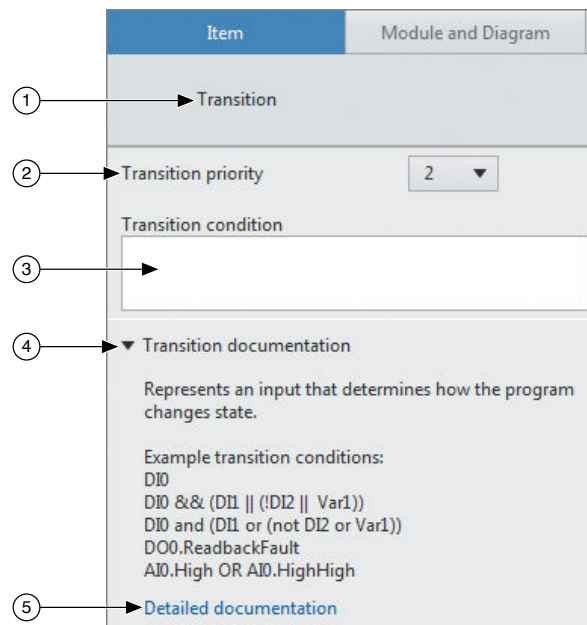 Item Module and Diagram
1 Transition
2 Transition priority 2
Transition condition
3
4 Transition documentation
Represents an input that determines how the program
changes state.
Example transition conditions:
DI0
DI0 && (DI1 || (!DI2 || Var1))
DI0 and (DI1 or (not DI2 or Var1))
DO0.ReadbackFault
AI0.High OR AI0.HighHigh
5 Detailed documentation